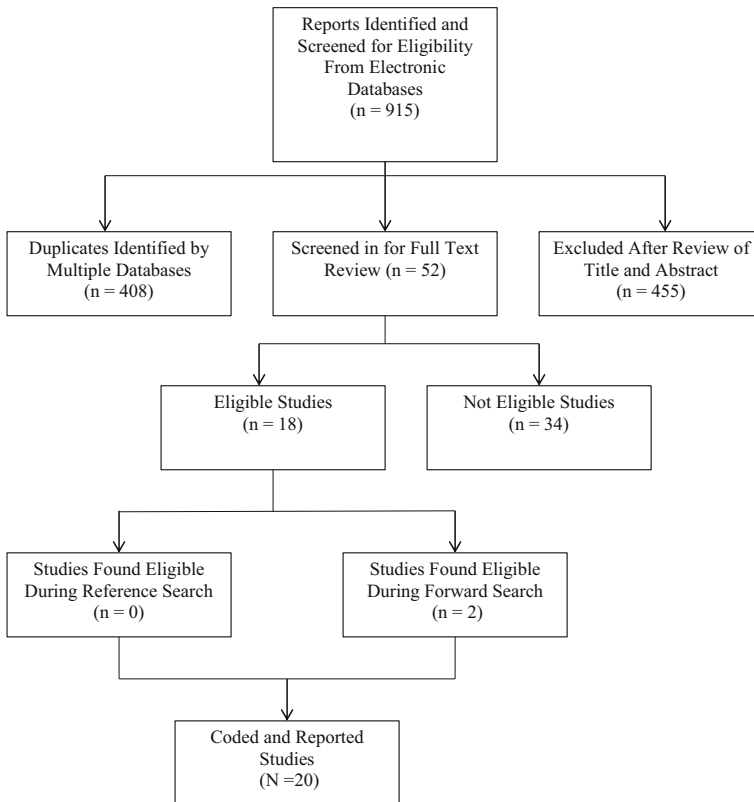 Reports Identified and
Screened for Eligibility
From Electronic
Databases
(n = 915)
Duplicates Identified by
Multiple Databases
(n = 408)
Screened in for Full Text
Review (n = 52)
Excluded After Review of
Title and Abstract
(n = 455)
Eligible Studies
(n = 18)
Not Eligible Studies
(n = 34)
Studies Found Eligible
During Reference Search
(n = 0)
Studies Found Eligible
During Forward Search
(n = 2)
Coded and Reported
Studies
(N =20)